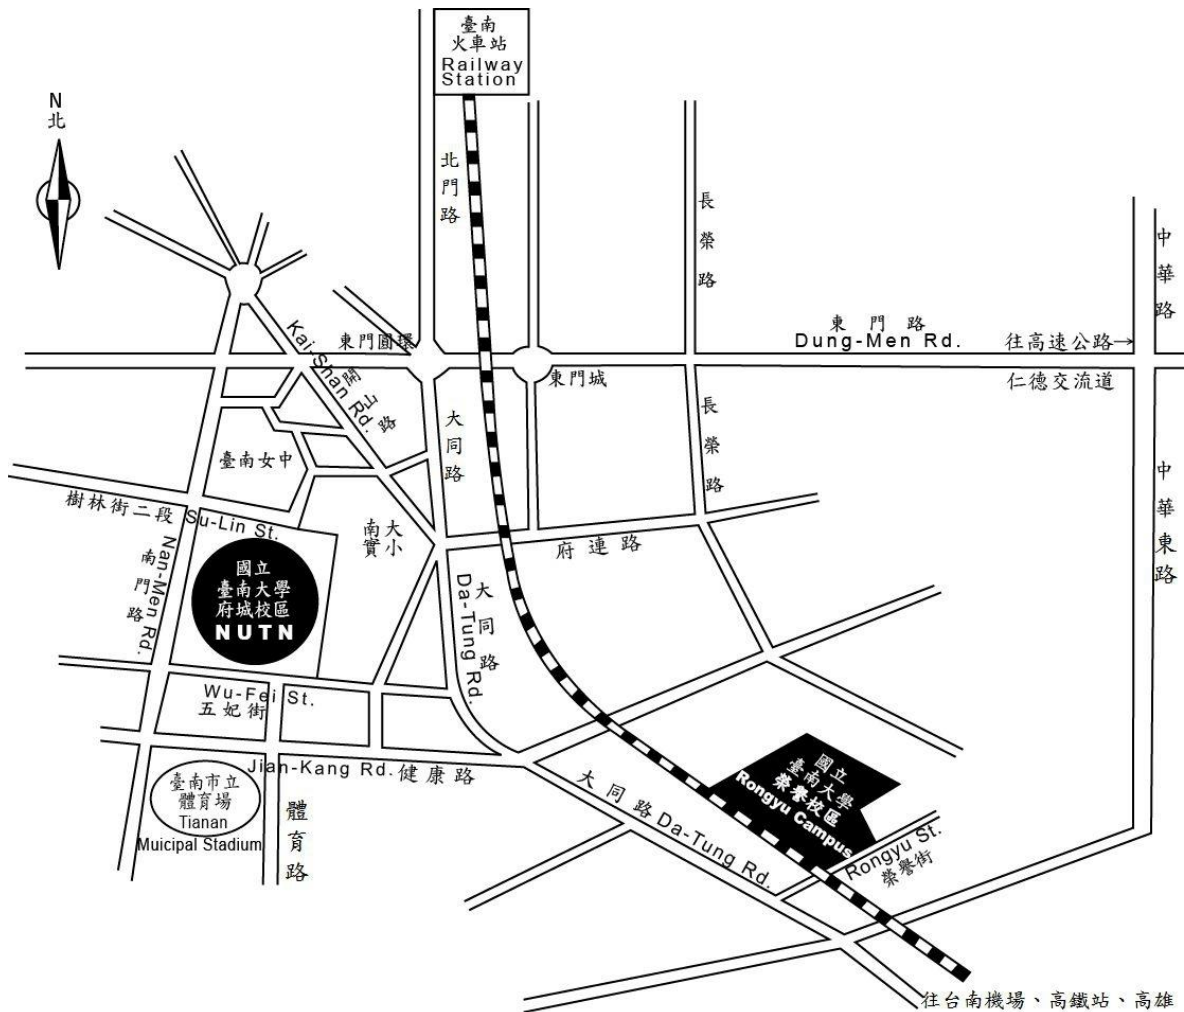 臺南
火車站
Railway
Station
N
北
北門路
長榮路
中華路
東門路
Dung-Men Rd.
往高速公路→
仁德交流道
東門圓環
東門城
Kai-Shan Rd.
開山路
大同路
長榮路
中華東路
臺南女中
樹林街二段 Su-Lin St.
南大
實小
府連路
Nan-Men Rd.
南門路
國立
臺南大學
府城校區
NUTN
Da-Tung Rd.
大同路
Wu-Fei St.
五妃街
Jian-Kang Rd. 健康路
臺南市立
體育場
Tianan
Muicipal Stadium
體育路
大同路 Da-Tung Rd.
國立
臺南大學
榮譽校區
Rongyu Campus
Rongyu St.
榮譽街
往台南機場、高鐵站、高雄